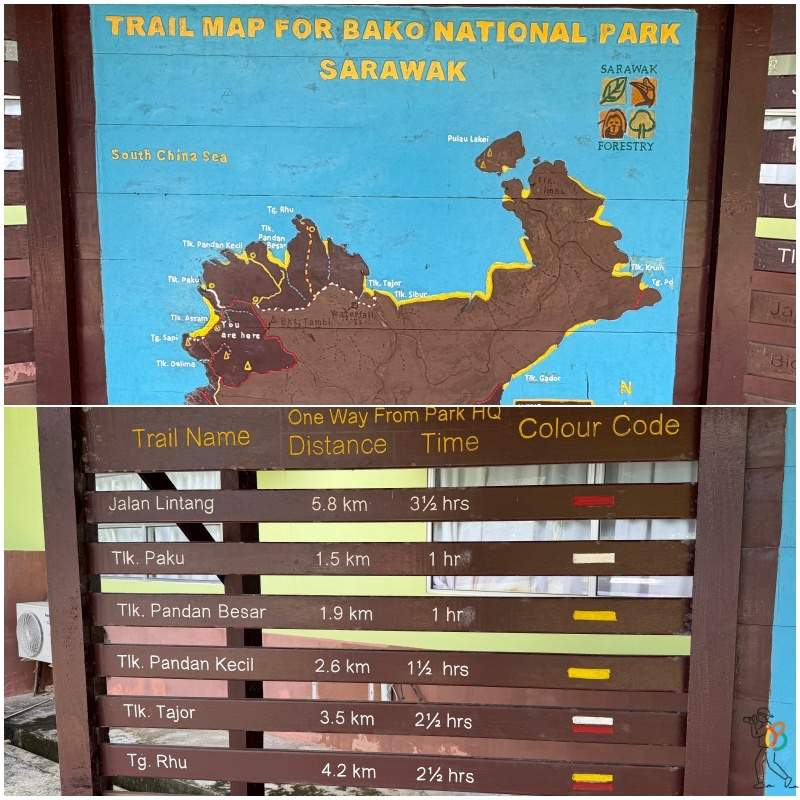 TRAIL MAP FOR BAKO NATIONAL PARK
SARAWAK
SARAWAK
FORESTRY
South China Sea
Pulau Lakei
Tg. Rhu
Tlk.
Pandan
Besar
Tlk. Pandan Kecil
Tlk. Paku
Tlk. Assam
You
are here
Tg. Sapi
Tlk. Delima
Tlk. Tajor
Tlk. Sibur
Waterfall
Tlk. Kruin
Tlk. Gador
N
Trail Name
One Way From Park HQ
Distance
Time
Colour Code
Jalan Lintang 5.8 km 3½ hrs
Tlk. Paku 1.5 km 1 hr
Tlk. Pandan Besar 1.9 km 1 hr
Tlk. Pandan Kecil 2.6 km 1½ hrs
Tlk. Tajor 3.5 km 2½ hrs
Tg. Rhu 4.2 km 2½ hrs